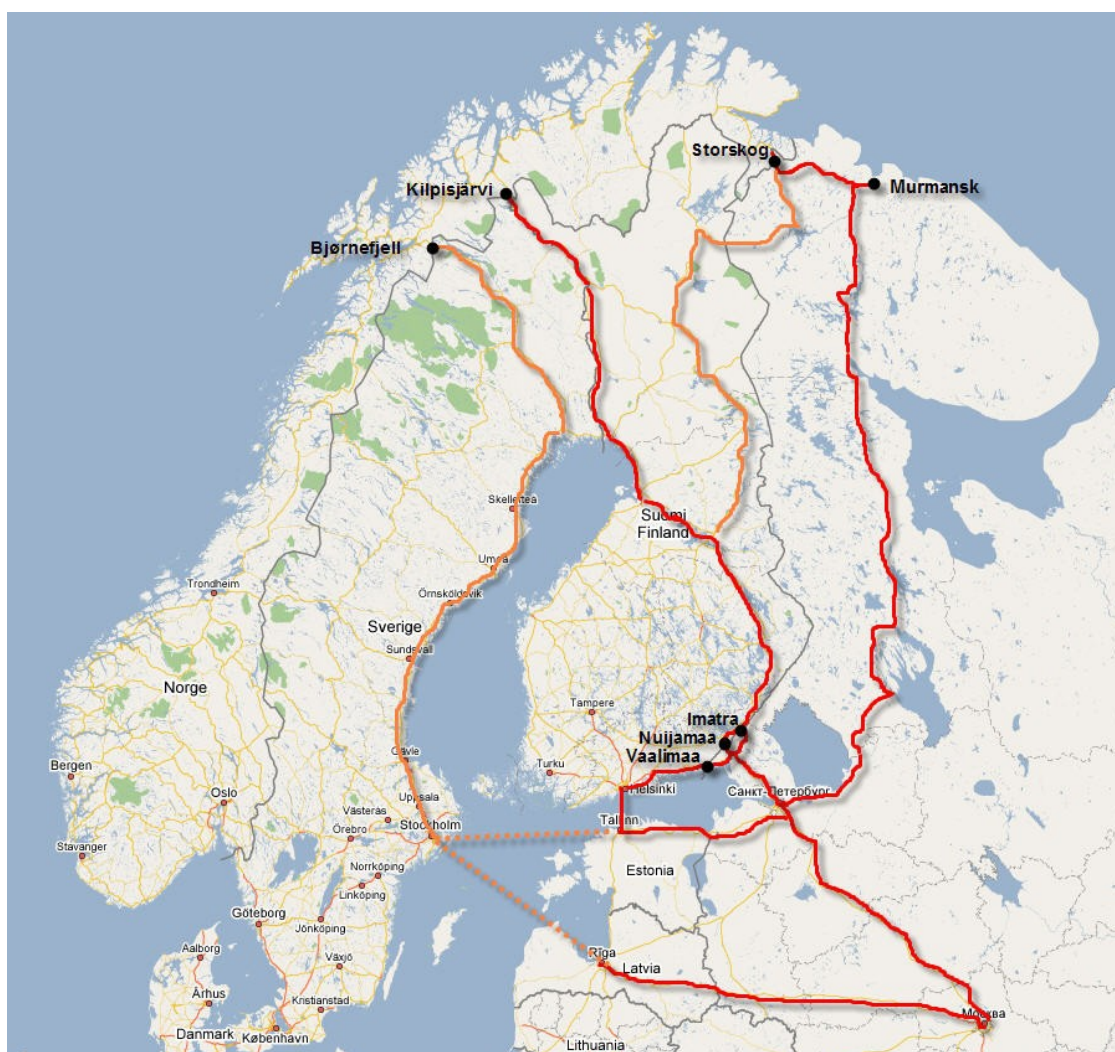 Storskog
Murmansk
Kilpisjärvi
Bjørnefjell
Skellefteå
Suomi
Finland
Umeå
Trondheim
Örnsköldsvik
Sverige
Sundsvall
Norge
Tampere
Imatra
Nuijamaa
Vaalimaa
Gävle
Bergen
Turku
Helsinki
Санкт-Петербург
Oslo
Uppsala
Västerås
Tallinn
Örebro
Stockholm
Stavanger
Norrköping
Estonia
Linköping
Göteborg
Jönköping
Aalborg
Växjö
Rīga
Latvia
Århus
Kristianstad
Москва
Danmark
København
Denmark
Lithuania